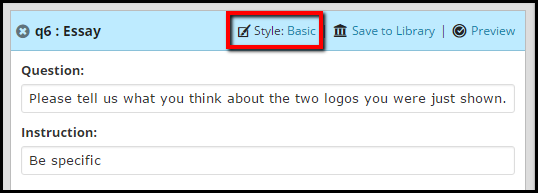 q6 : Essay Style: Basic | Save to Library | Preview
Question:
Please tell us what you think about the two logos you were just shown.
Instruction:
Be specific